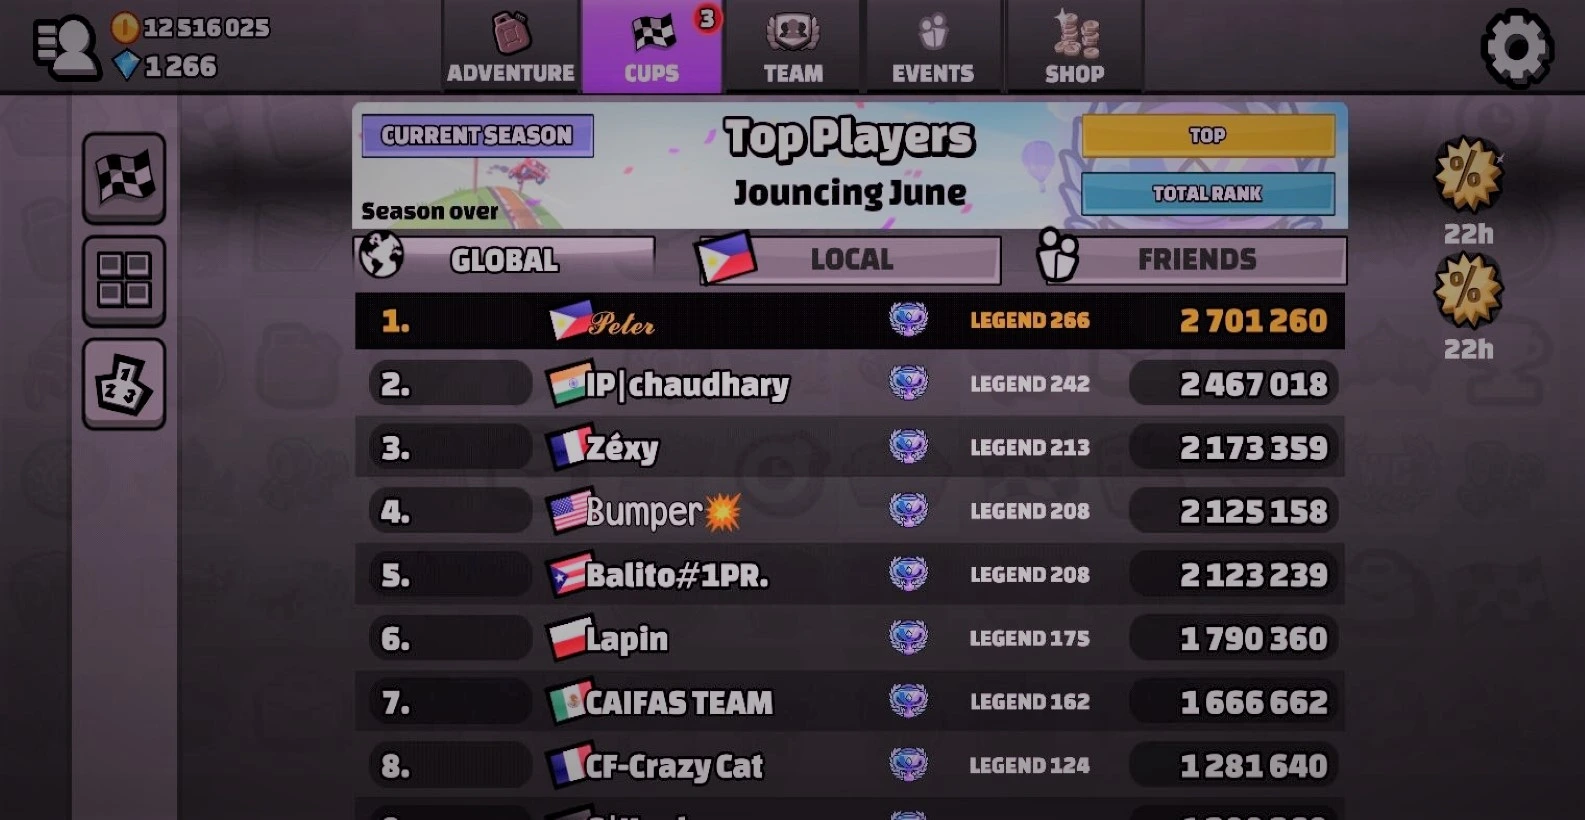 12 516 025
1 266
ADVENTURE
CUPS
3
TEAM
EVENTS
SHOP
CURRENT SEASON
Top Players
TOP
Jouncing June
TOTAL RANK
Season over
GLOBAL
LOCAL
FRIENDS
1. Peter LEGEND 266 2 701 260
2. IP|chaudhary LEGEND 242 2 467 018
3. Zéxy LEGEND 213 2 173 359
4. Bumper💥 LEGEND 208 2 125 158
5. Balito#1PR. LEGEND 208 2 123 239
6. Lapin LEGEND 175 1 790 360
7. CAIFAS TEAM LEGEND 162 1 666 662
8. CF-Crazy Cat LEGEND 124 1 281 640
1
2
3
%
22h
%
22h